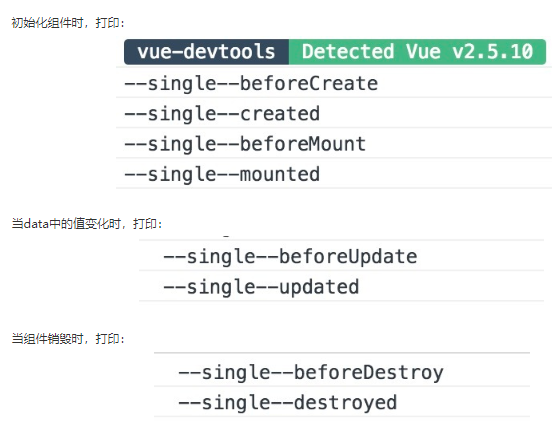 初始化组件时，打印：
vue-devtools Detected Vue v2.5.10
--single--beforeCreate
--single--created
--single--beforeMount
--single--mounted
当data中的值变化时，打印：
--single--beforeUpdate
--single--updated
当组件销毁时，打印：
--single--beforeDestroy
--single--destroyed